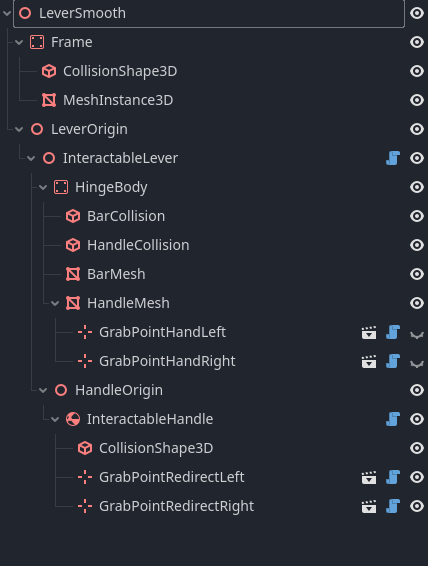 LeverSmooth
Frame
CollisionShape3D
MeshInstance3D
LeverOrigin
InteractableLever
HingeBody
BarCollision
HandleCollision
BarMesh
HandleMesh
GrabPointHandLeft
GrabPointHandRight
HandleOrigin
InteractableHandle
CollisionShape3D
GrabPointRedirectLeft
GrabPointRedirectRight